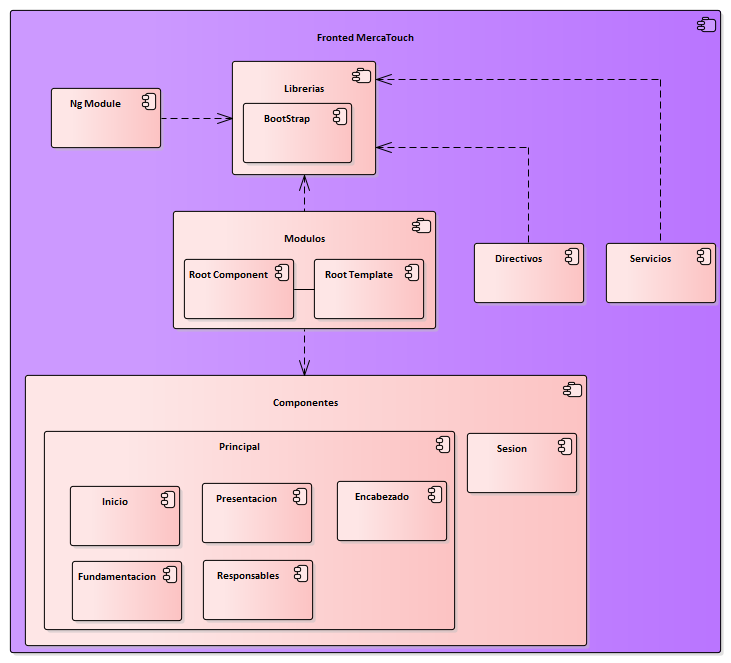 Fronted MercaTouch
Librerias
Ng Module
BootStrap
Modulos
Root Component
Root Template
Directivos
Servicios
Componentes
Principal
Sesion
Inicio
Presentacion
Encabezado
Fundamentacion
Responsables